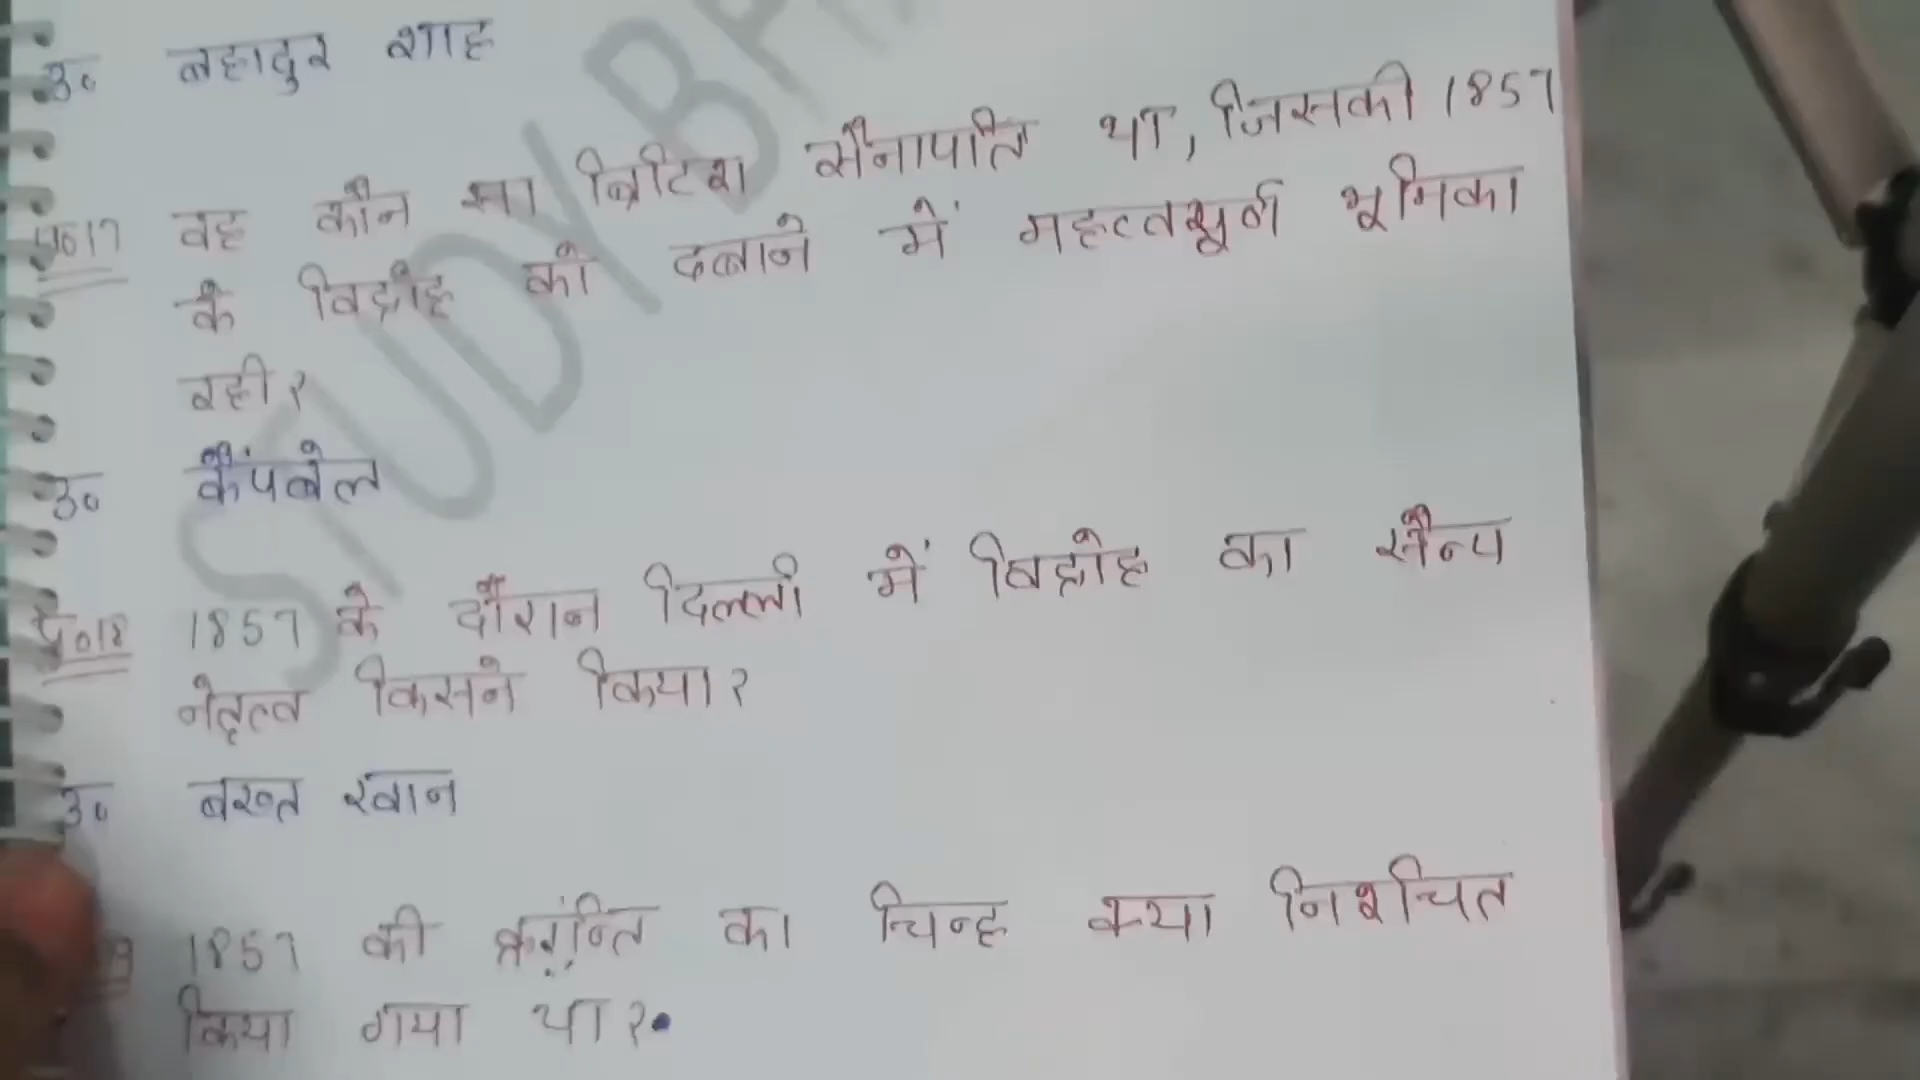 उ० बहादुर शाह
प्र०17 वह कौन सा ब्रिटिश सैनापति था, जिसकी 1857
के विद्रोह को दबाने में महत्वपूर्ण भूमिका
रही?
उ० कैंपबेल
प्र०18 1857 के दौरान दिल्ली में विद्रोह का सैन्य
नेतृत्व किसने किया?
उ० बख्त खान
1857 की क्रान्ति का चिन्ह क्या निश्चित
किया गया था?
STUDY